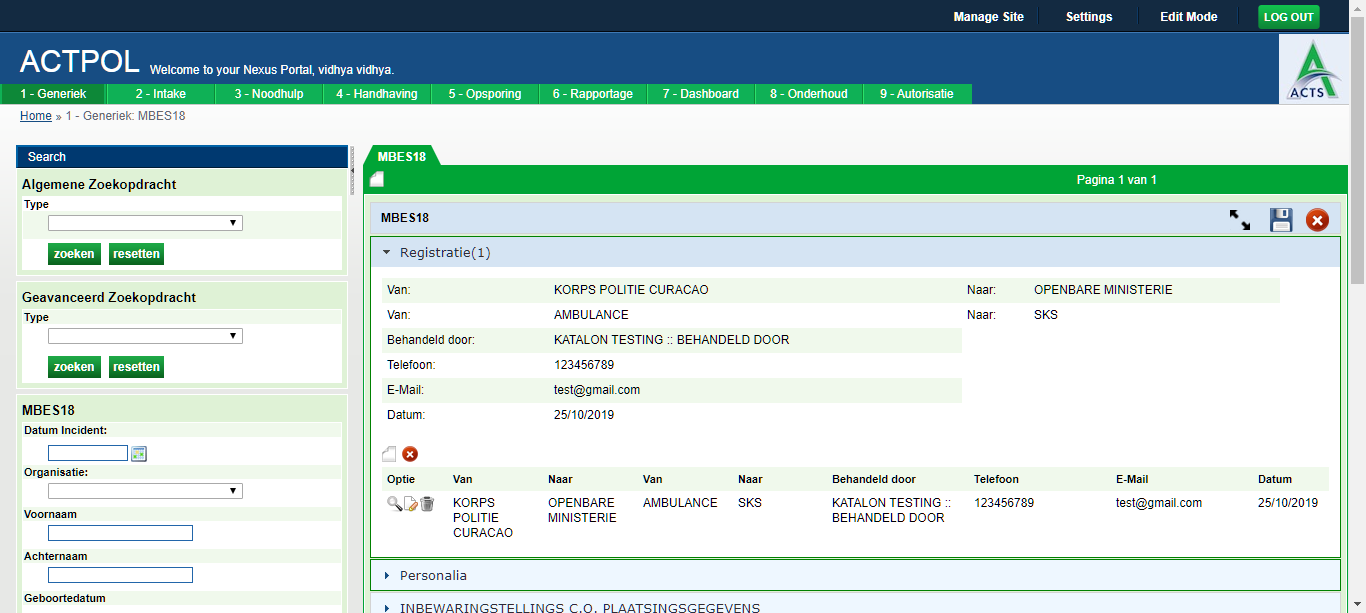 Manage Site Settings Edit Mode LOG OUT
ACTPOL Welcome to your Nexus Portal, vidhya vidhya.
ACTS
1 - Generiek 2 - Intake 3 - Noodhulp 4 - Handhaving 5 - Opsporing 6 - Rapportage 7 - Dashboard 8 - Onderhoud 9 - Autorisatie
Home » 1 - Generiek: MBES18
Search
Algemene Zoekopdracht
Type
zoeken resetten
Geavanceerd Zoekopdracht
Type
zoeken resetten
MBES18
Datum Incident:
Organisatie:
Voornaam
Achternaam
Geboortedatum
MBES18
Pagina 1 van 1
MBES18
Registratie(1)
Van: KORPS POLITIE CURACAO Naar: OPENBARE MINISTERIE
Van: AMBULANCE Naar: SKS
Behandeld door: KATALON TESTING :: BEHANDELD DOOR
Telefoon: 123456789
E-Mail: test@gmail.com
Datum: 25/10/2019
Optie Van Naar Van Naar Behandeld door Telefoon E-Mail Datum
KORPS OPENBARE AMBULANCE SKS KATALON TESTING :: 123456789 test@gmail.com 25/10/2019
POLITIE MINISTERIE BEHANDELD DOOR
CURACAO
Personalia
INBEWARINGSTELLINGS C.Q. PLAATSINGSGEGEVENS